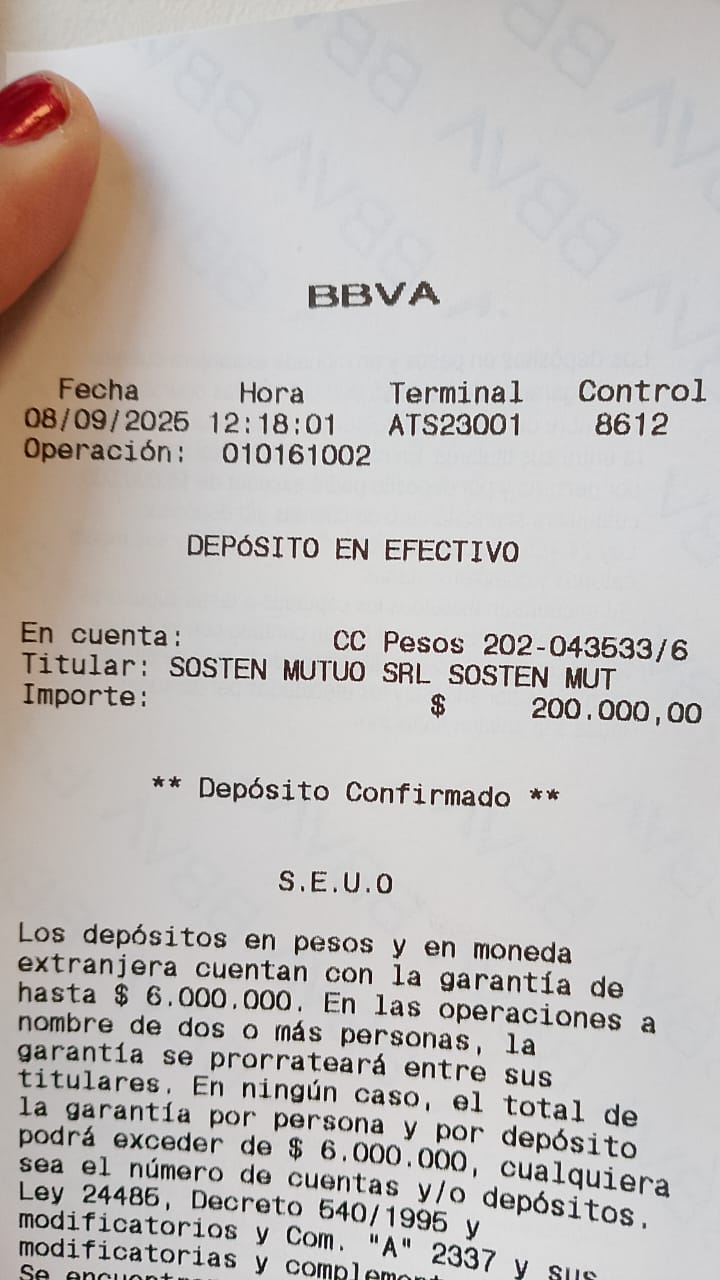 BBVA
Fecha Hora Terminal Control
08/09/2025 12:18:01 ATS23001 8612
Operación: 010161002
DEPÓSITO EN EFECTIVO
En cuenta: CC Pesos 202-043533/6
Titular: SOSTEN MUTUO SRL SOSTEN MUT
Importe: $ 200.000,00
** Depósito Confirmado **
S.E.U.O
Los depósitos en pesos y en moneda
extranjera cuentan con la garantía de
hasta $ 6.000.000. En las operaciones a
nombre de dos o más personas, la
garantía se prorrateará entre sus
titulares. En ningún caso, el total de
la garantía por persona y por depósito
podrá exceder de $ 6.000.000, cualquiera
sea el número de cuentas y/o depósitos.
Ley 24485, Decreto 540/1995 y
modificatorios y Com. "A" 2337 y sus
modificatorias y
Se